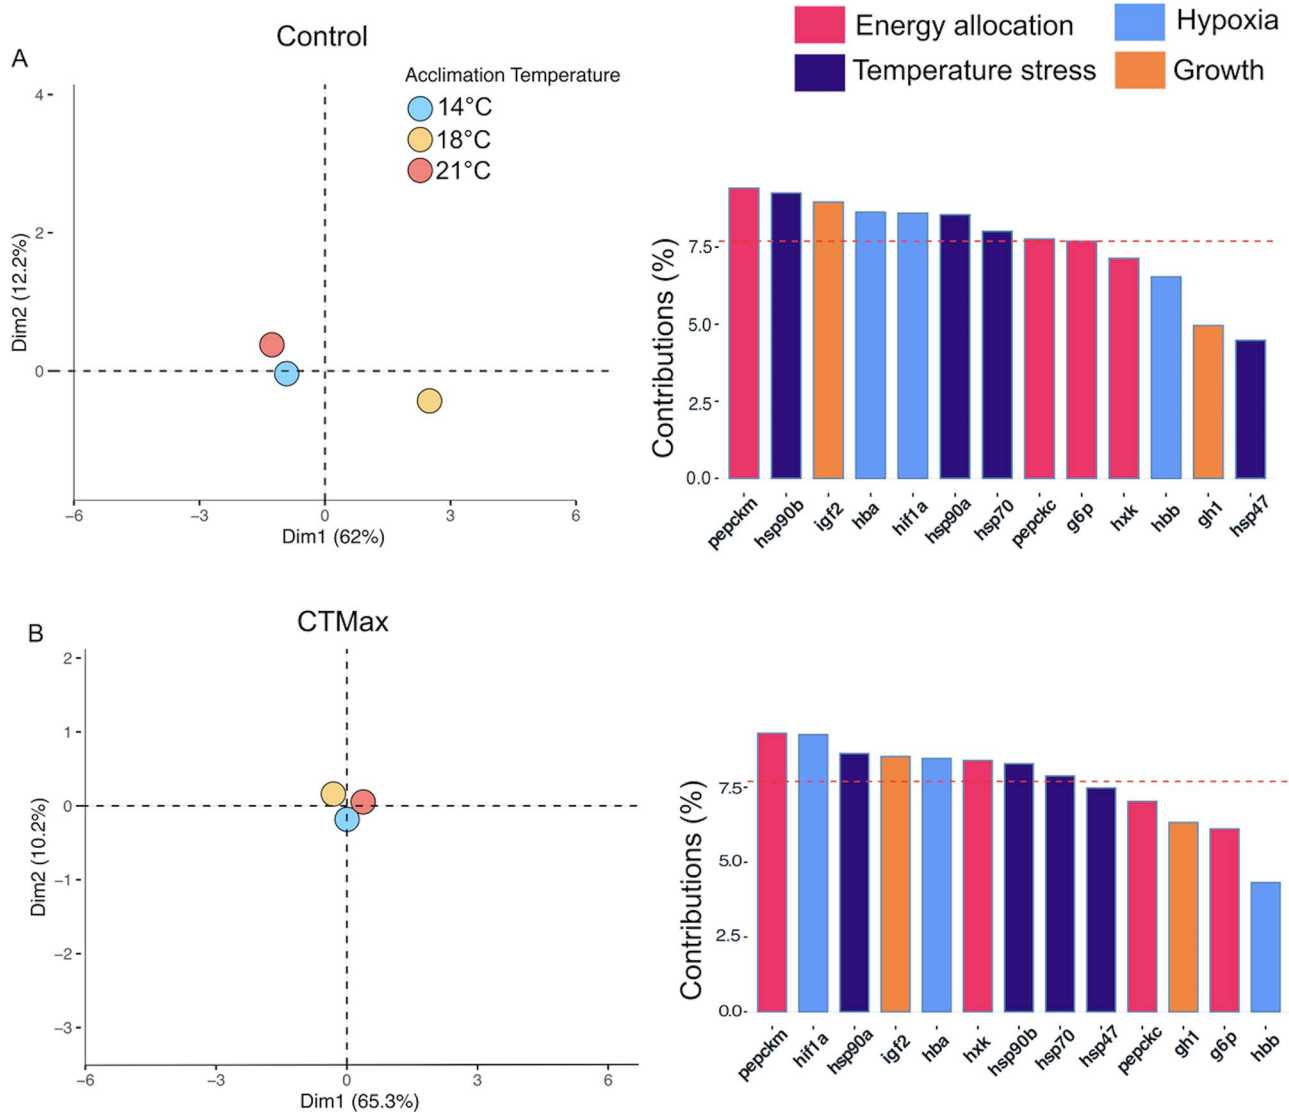 Control
A
Acclimation Temperature
14°C
18°C
21°C
4
2
0
Dim2 (12.2%)
−6
−3
0
3
6
Dim1 (62%)
Energy allocation
Hypoxia
Temperature stress
Growth
Contributions (%)
7.5
5.0
2.5
0.0
pepckm
hsp90b
igf2
hba
hif1a
hsp90a
hsp70
pepckc
g6p
hxk
hbb
gh1
hsp47
CTMax
B
2
1
0
−1
−2
−3
Dim2 (10.2%)
−6
−3
0
3
6
Dim1 (65.3%)
Contributions (%)
7.5
5.0
2.5
0.0
pepckm
hif1a
hsp90a
igf2
hba
hxk
hsp90b
hsp70
hsp47
pepckc
gh1
g6p
hbb